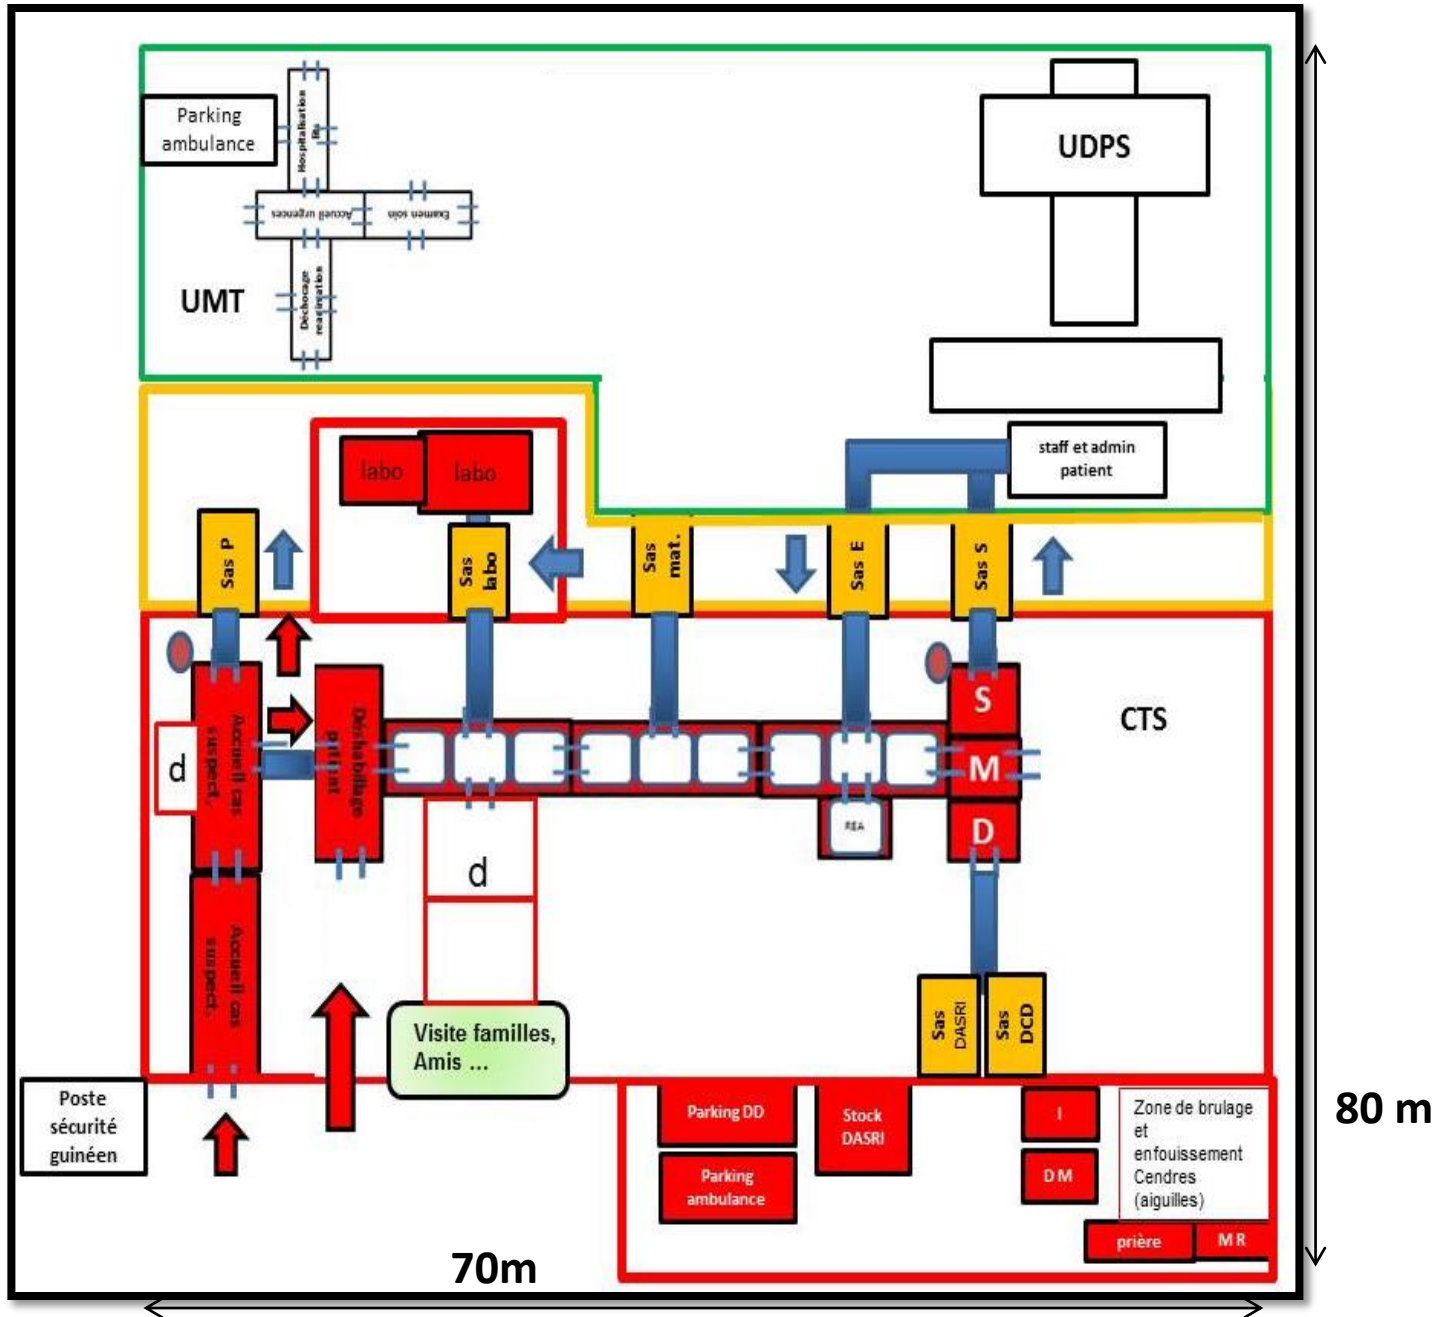 Parking
ambulance
Hospitalisation
lits
Accueil urgences
Examen soin
Déchocage
reanimation
UMT
UDPS
staff et admin
patient
labo
labo
Sas P
Sas
labo
Sas
mat.
Sas E
Sas S
CTS
Accueil cas
suspect,
d
Déshabillage
S
M
D
REA
d
Accueil cas
suspect,
Visite familles,
Amis ...
Sas
DASRI
Sas
DCD
Poste
sécurité
guinéen
Parking DD
Parking
ambulance
Stock
DASRI
I
DM
Zone de brulage
et
enfouissement
Cendres
(aiguilles)
prière
MR
70m
80 m